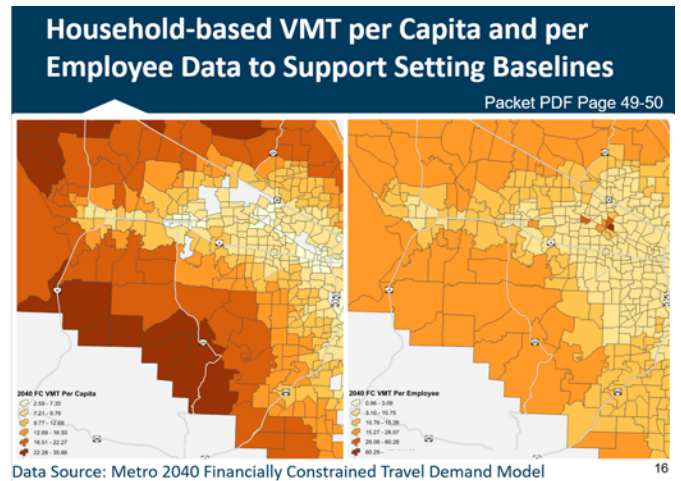 Household-based VMT per Capita and per
Employee Data to Support Setting Baselines
Packet PDF Page 49-50
2040 FC VMT Per Capita
2.59 - 7.20
7.21 - 9.76
9.77 - 12.68
12.69 - 16.50
16.51 - 22.27
22.28 - 35.66
2040 FC VMT Per Employee
0.96 - 3.09
3.10 - 10.75
10.76 - 15.26
15.27 - 28.07
28.08 - 60.28
60.29 -
Data Source: Metro 2040 Financially Constrained Travel Demand Model
16